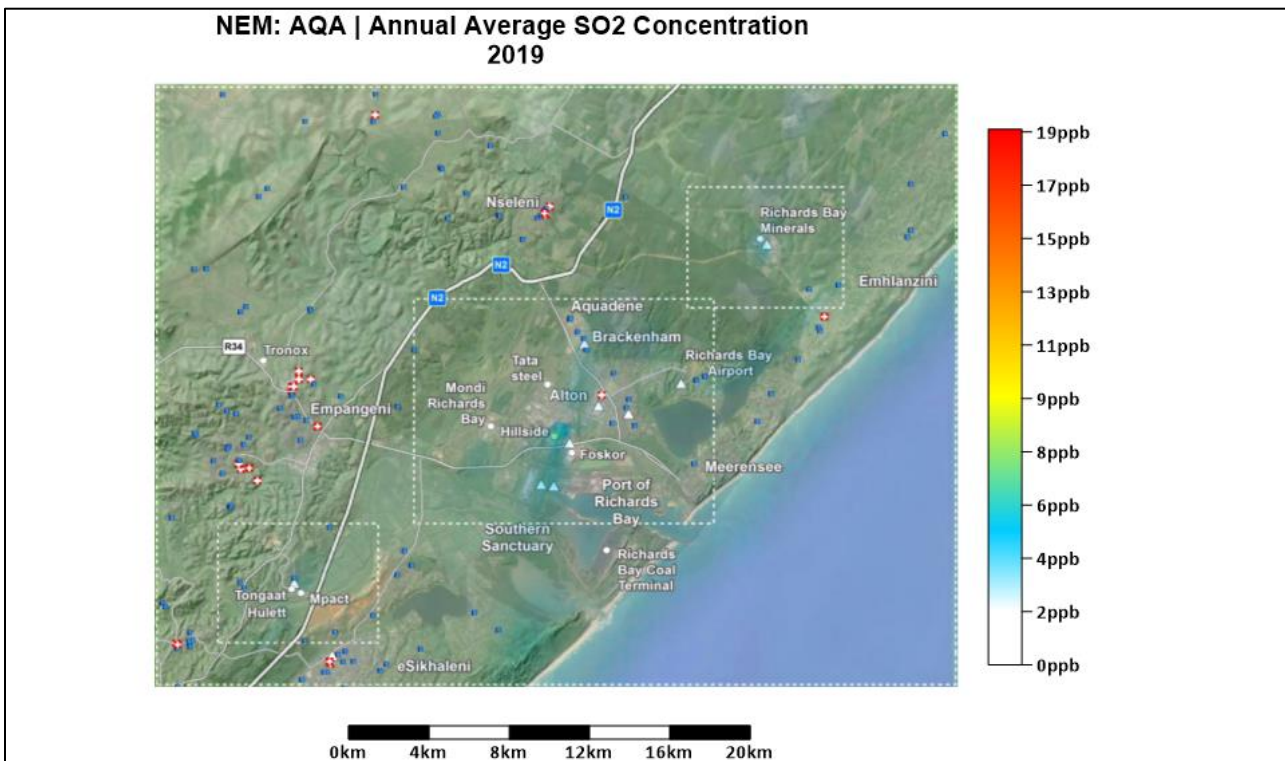 NEM: AQA | Annual Average SO2 Concentration
2019
Nseleni
N2
Richards Bay
Minerals
N2
Emhlanzini
N2
Aquadene
Brackenham
R34
Tronox
Richards Bay
Airport
Tata
steel
Mondi
Richards
Bay
Alton
Empangeni
Hillside
Foskor
Meerensee
Port of
Richards
Bay
Southern
Sanctuary
Richards
Bay Coal
Terminal
Tongaat
Hulett
Mpact
eSikhaleni
19ppb
17ppb
15ppb
13ppb
11ppb
9ppb
8ppb
6ppb
4ppb
2ppb
0ppb
0km
4km
8km
12km
16km
20km